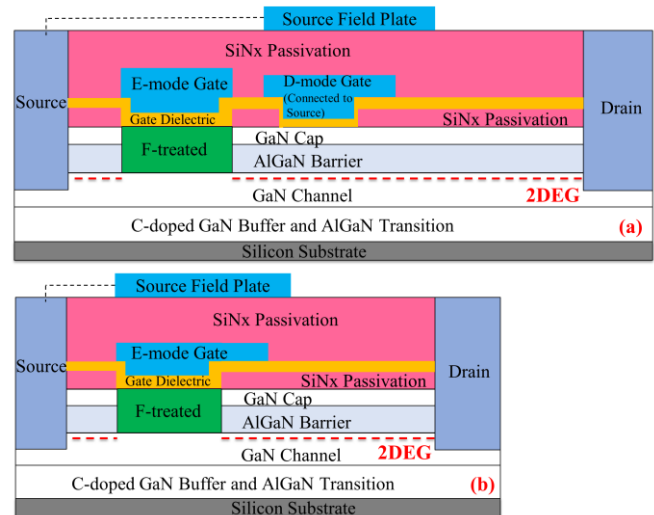 Source Field Plate
SiNx Passivation
E-mode Gate
D-mode Gate
(Connected to
Source)
Source
Drain
Gate Dielectric
SiNx Passivation
GaN Cap
F-treated
AlGaN Barrier
2DEG
GaN Channel
C-doped GaN Buffer and AlGaN Transition
(a)
Silicon Substrate
Source Field Plate
SiNx Passivation
E-mode Gate
Source
Drain
Gate Dielectric
SiNx Passivation
GaN Cap
F-treated
AlGaN Barrier
2DEG
GaN Channel
C-doped GaN Buffer and AlGaN Transition
(b)
Silicon Substrate